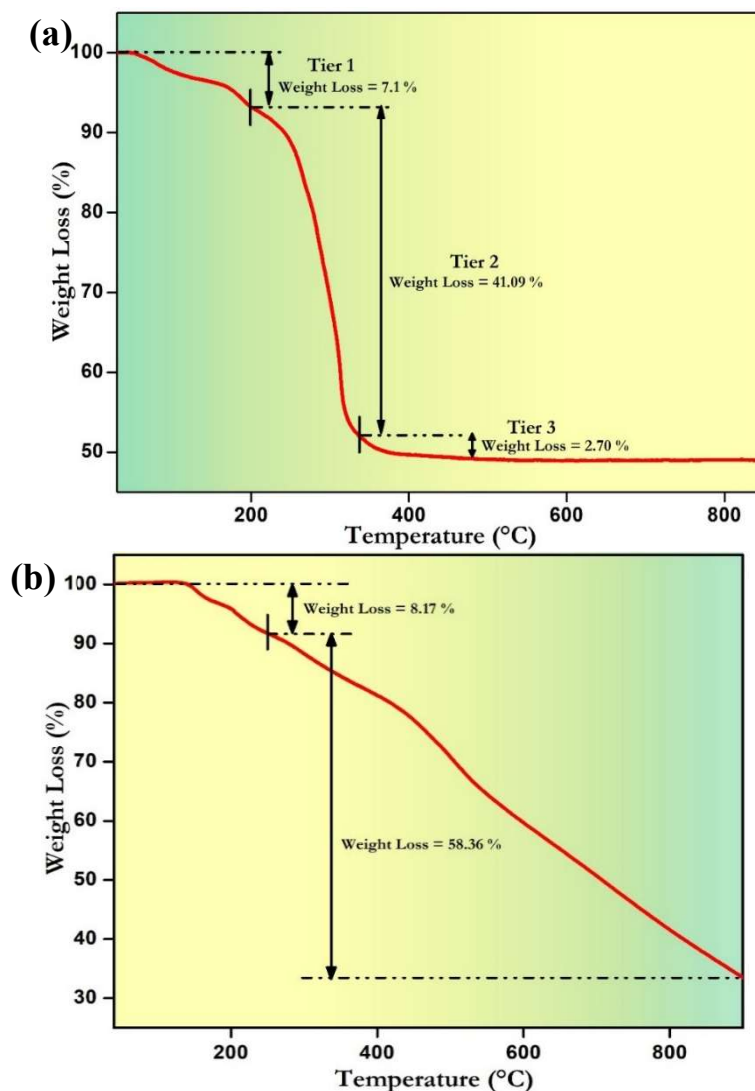 (a)
Weight Loss (%)
100
90
80
70
60
50
Tier 1
Weight Loss = 7.1 %
Tier 2
Weight Loss = 41.09 %
Tier 3
Weight Loss = 2.70 %
200
400
600
800
Temperature (°C)
(b)
Weight Loss (%)
100
90
80
70
60
50
40
30
Weight Loss = 8.17 %
Weight Loss = 58.36 %
200
400
600
800
Temperature (°C)